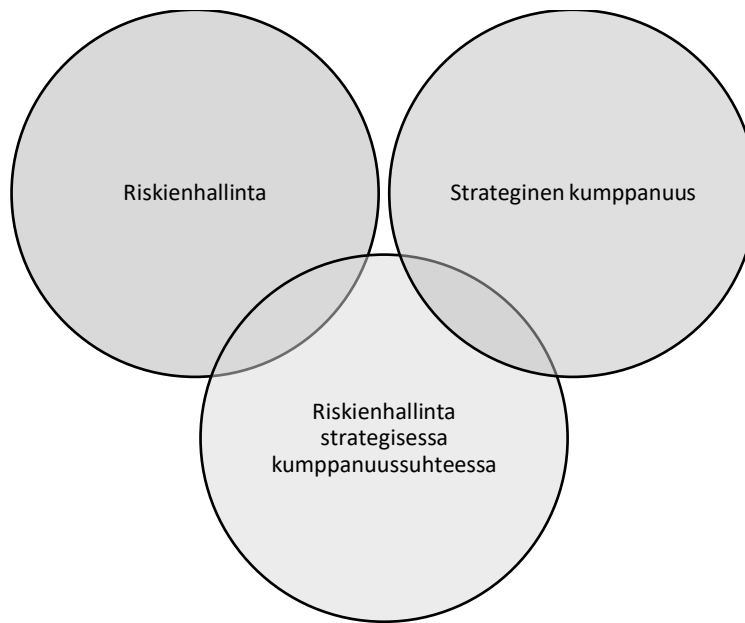 Riskienhallinta
Strateginen kumppanuus
Riskienhallinta
strategisessa
kumppanuussuhteessa